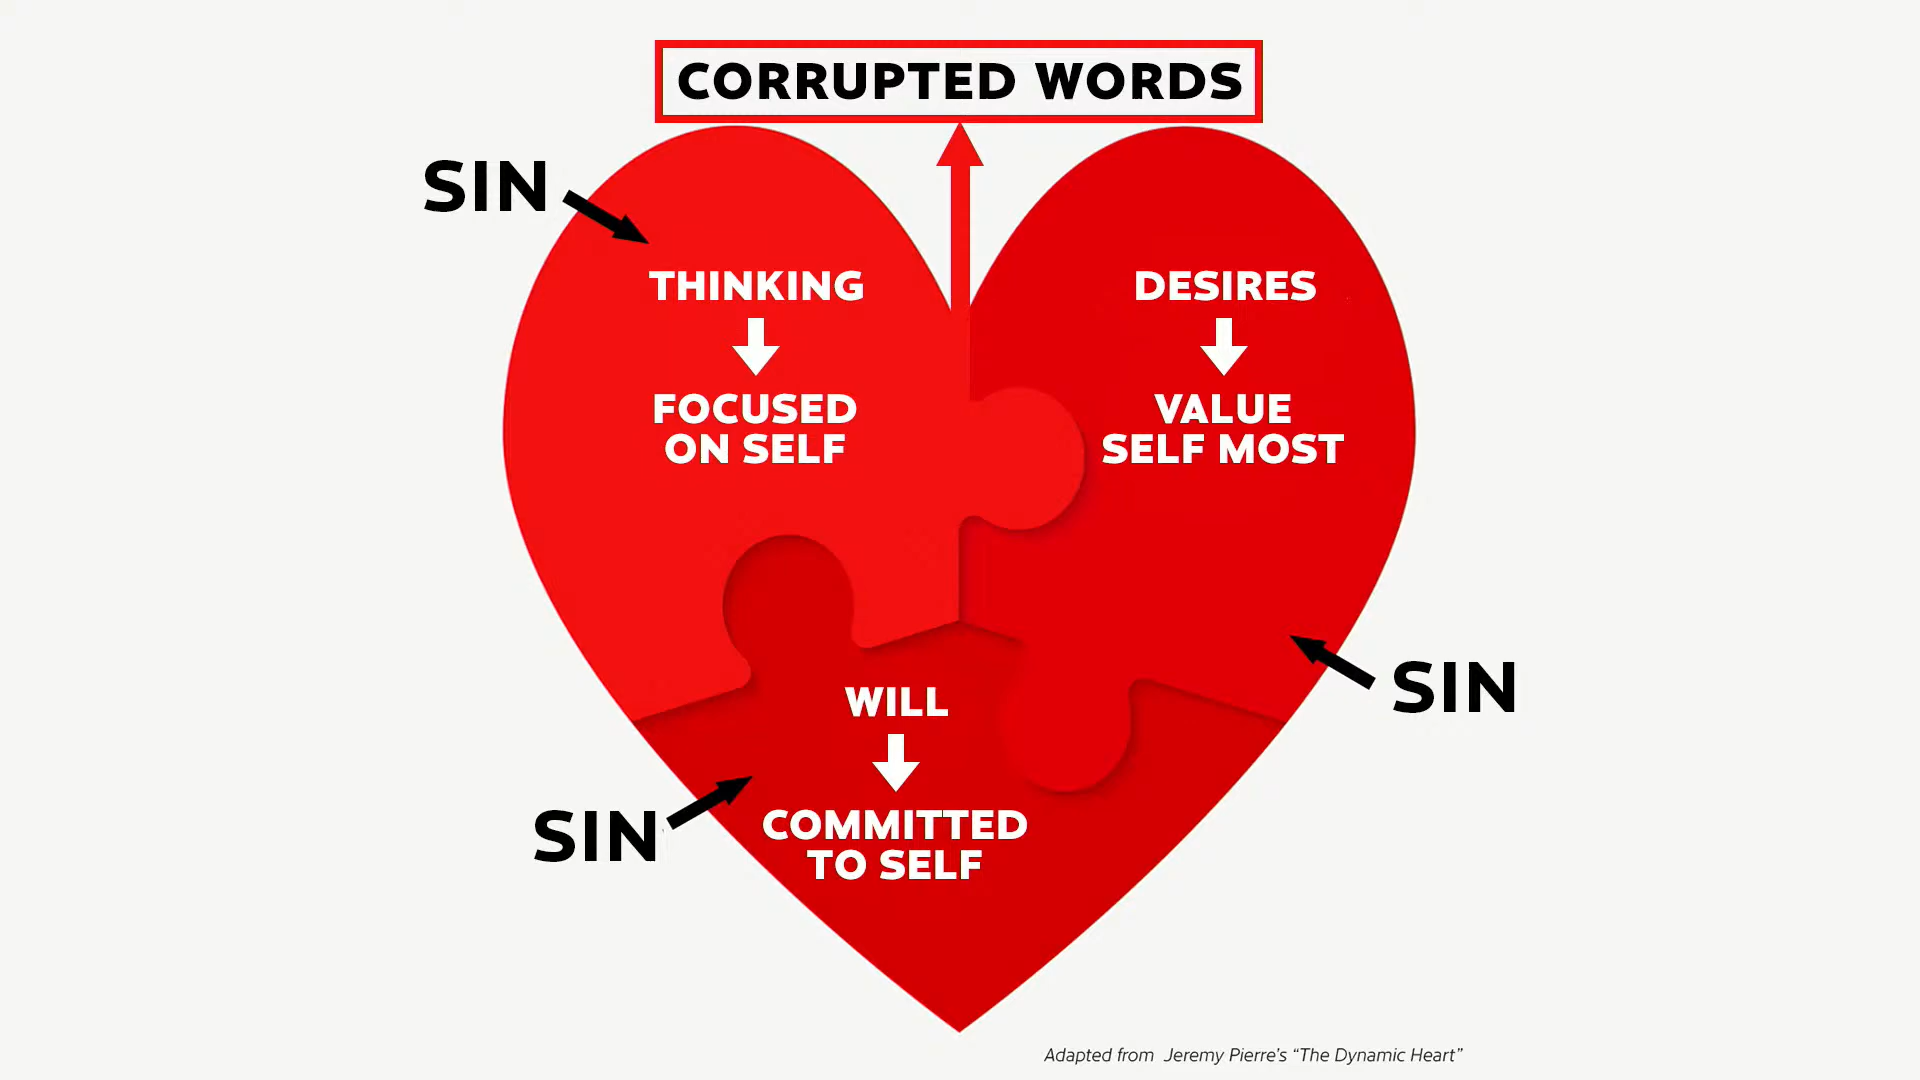 CORRUPTED WORDS
SIN
THINKING
FOCUSED
ON SELF
DESIRES
VALUE
SELF MOST
SIN
WILL
COMMITTED
TO SELF
SIN
Adapted from Jeremy Pierre's “The Dynamic Heart”